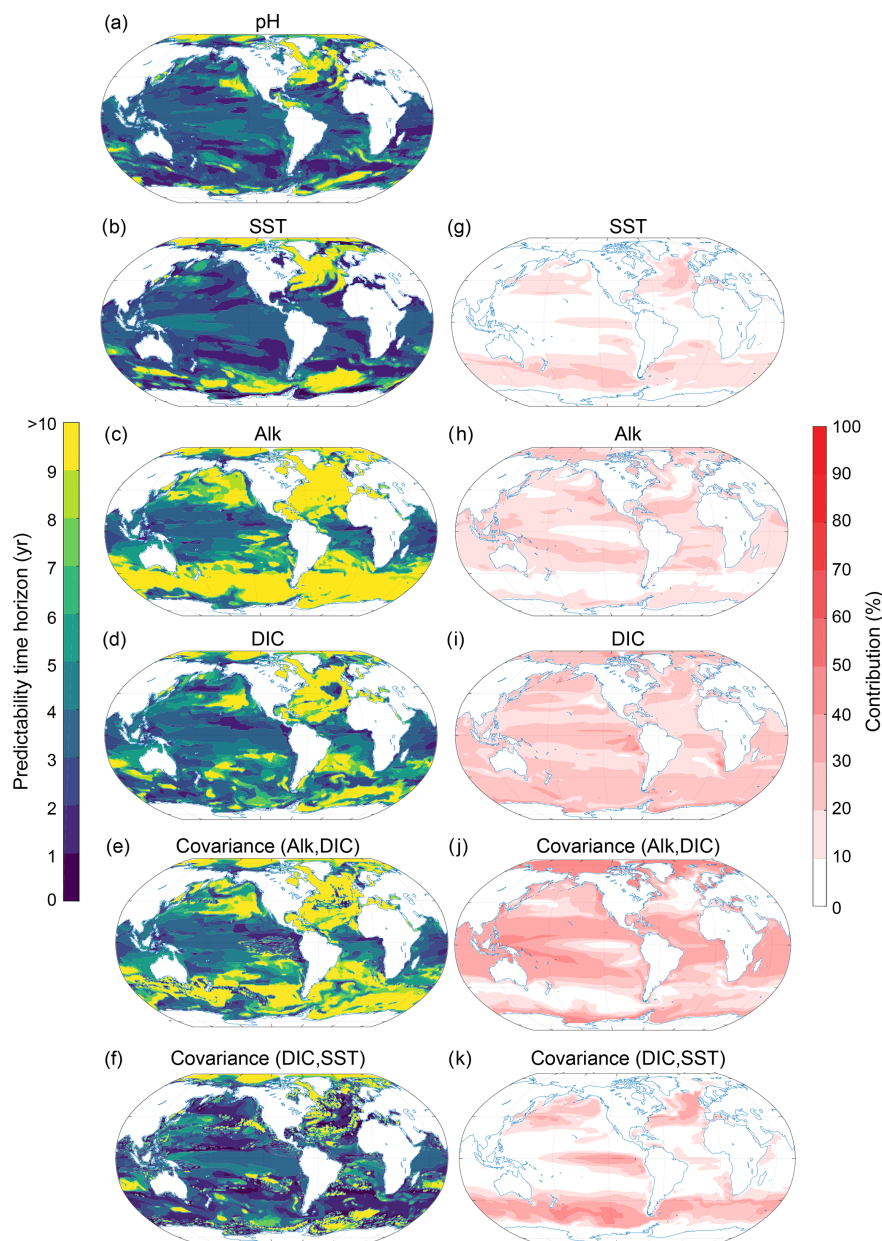 (a)
pH
(b)
SST
(g)
SST
(c)
Alk
(h)
Alk
(d)
DIC
(i)
DIC
(e)
Covariance (Alk,DIC)
(j)
Covariance (Alk,DIC)
(f)
Covariance (DIC,SST)
(k)
Covariance (DIC,SST)
Predictability time horizon (yr)
>10
9
8
7
6
5
4
3
2
1
0
Contribution (%)
100
90
80
70
60
50
40
30
20
10
0